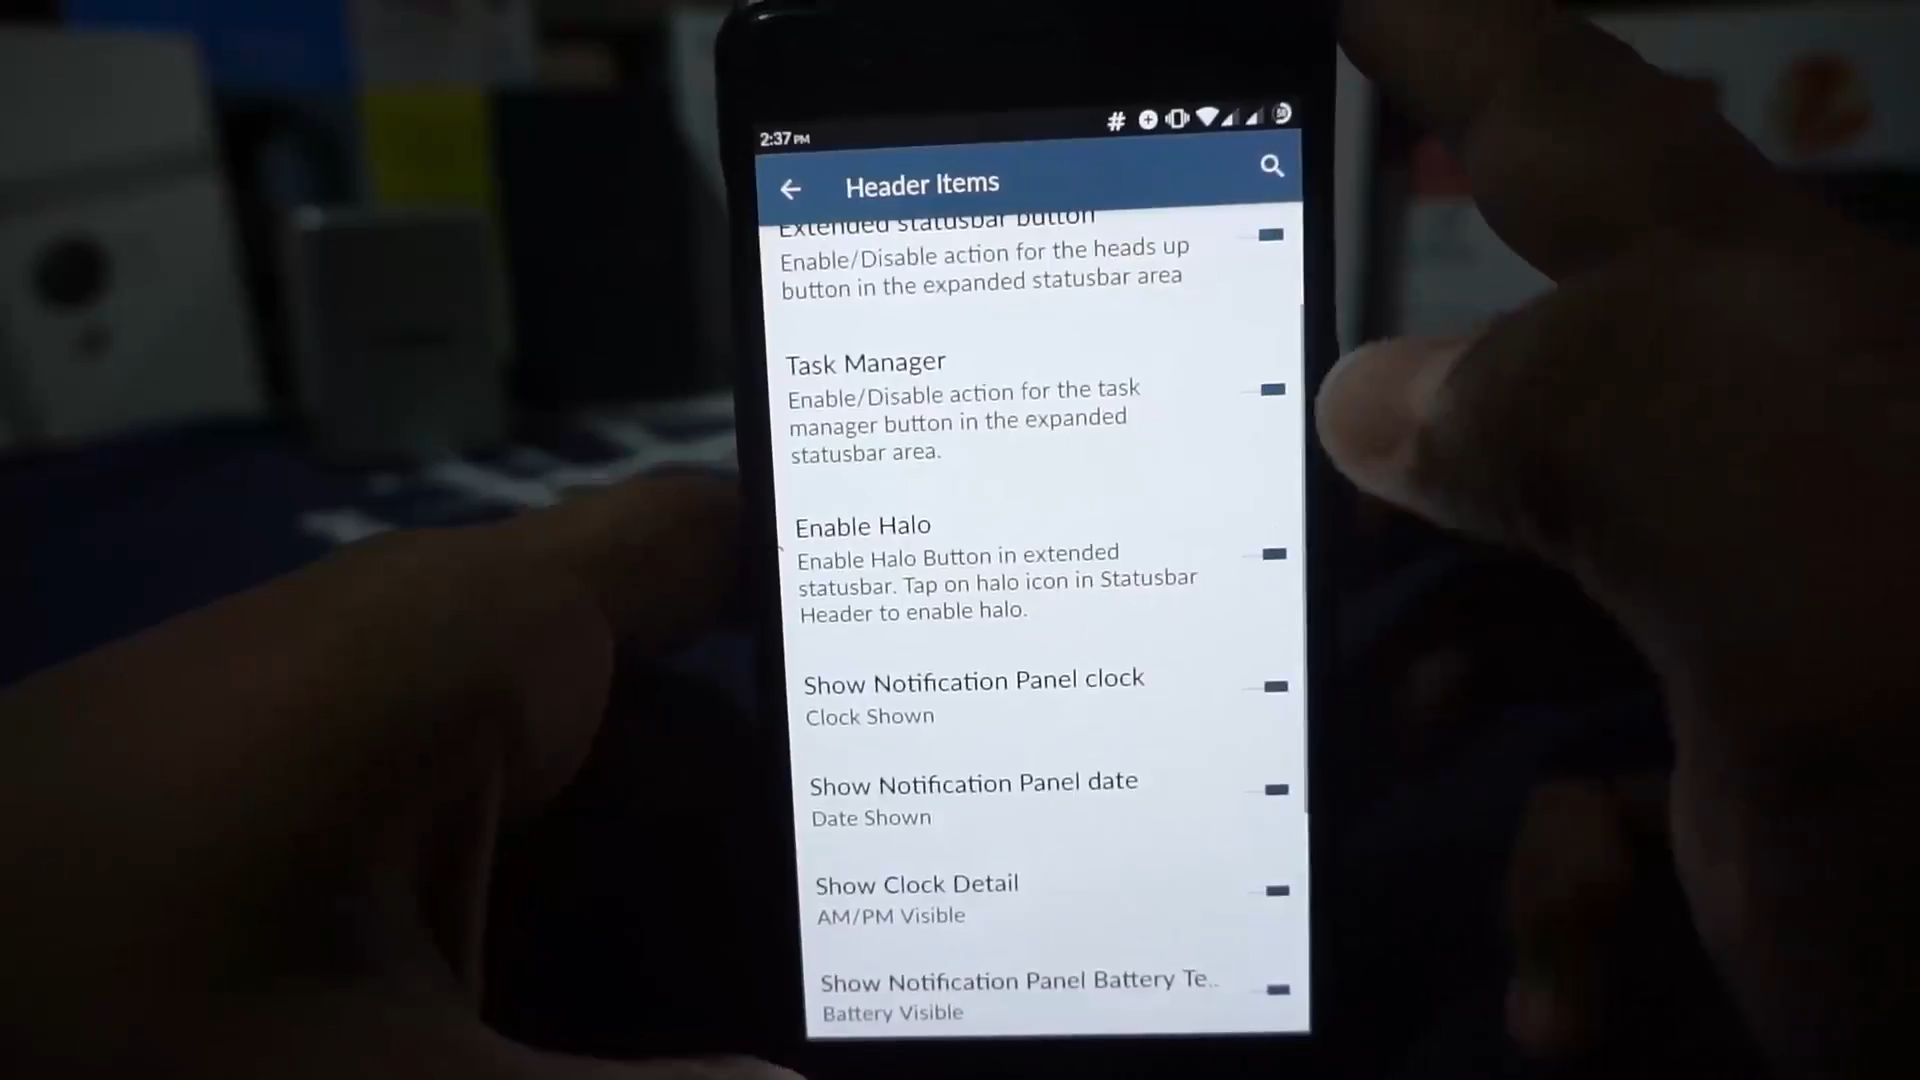 2:37 PM
Header Items
Extended statusbar button
Enable/Disable action for the heads up
button in the expanded statusbar area
Task Manager
Enable/Disable action for the task
manager button in the expanded
statusbar area.
Enable Halo
Enable Halo Button in extended
statusbar. Tap on halo icon in Statusbar
Header to enable halo.
Show Notification Panel clock
Clock Shown
Show Notification Panel date
Date Shown
Show Clock Detail
AM/PM Visible
Show Notification Panel Battery Te..
Battery Visible